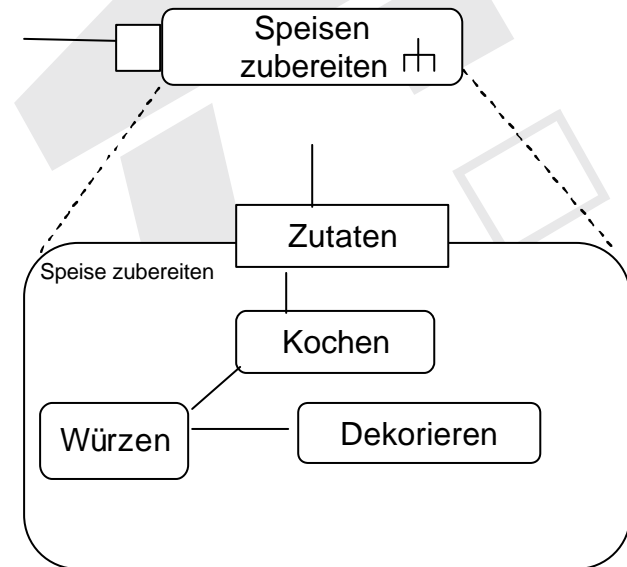 Speisen
zubereiten
Zutaten
Speise zubereiten
Kochen
Würzen
Dekorieren